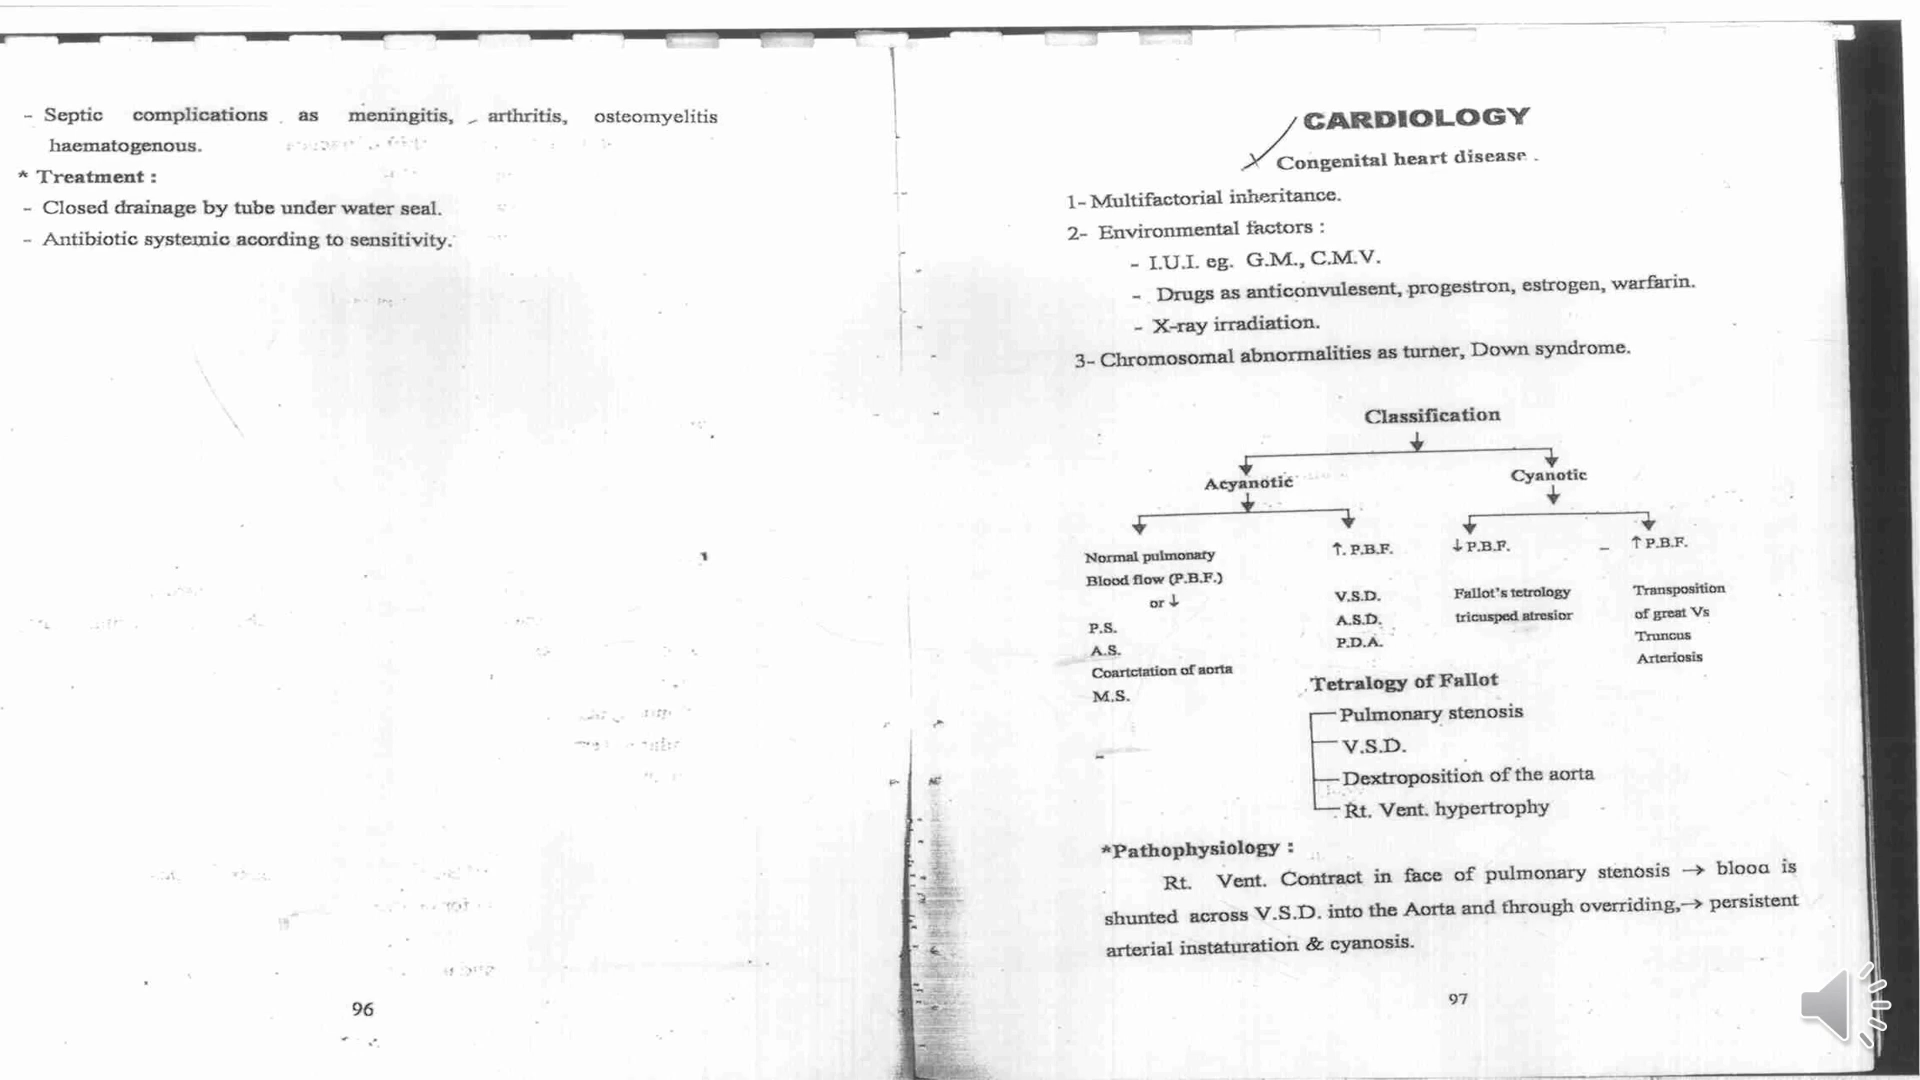 - Septic complications as meningitis, arthritis, osteomyelitis
haematogenous.
* Treatment :
- Closed drainage by tube under water seal.
- Antibiotic systemic acording to sensitivity.
96
CARDIOLOGY
Congenital heart disease .
1- Multifactorial inheritance.
2- Environmental factors :
- I.U.I. eg. G.M., C.M.V.
- Drugs as anticonvulesent, progestron, estrogen, warfarin.
- X-ray irradiation.
3- Chromosomal abnormalities as turner, Down syndrome.
Classification
Acyanotic
Cyanotic
Normal pulmonary
Blood flow (P.B.F.)
or ↓
P.S.
A.S.
Coartctation of aorta
M.S.
↑. P.B.F.
V.S.D.
A.S.D.
P.D.A.
↓ P.B.F.
Fallot's tetrology
tricusped atresior
↑ P.B.F.
Transposition
of great Vs
Truncus
Arteriosis
Tetralogy of Fallot
Pulmonary stenosis
V.S.D.
Dextroposition of the aorta
Rt. Vent. hypertrophy
*Pathophysiology :
Rt. Vent. Contract in face of pulmonary stenosis → blood is
shunted across V.S.D. into the Aorta and through overriding,→ persistent
arterial instaturation & cyanosis.
97